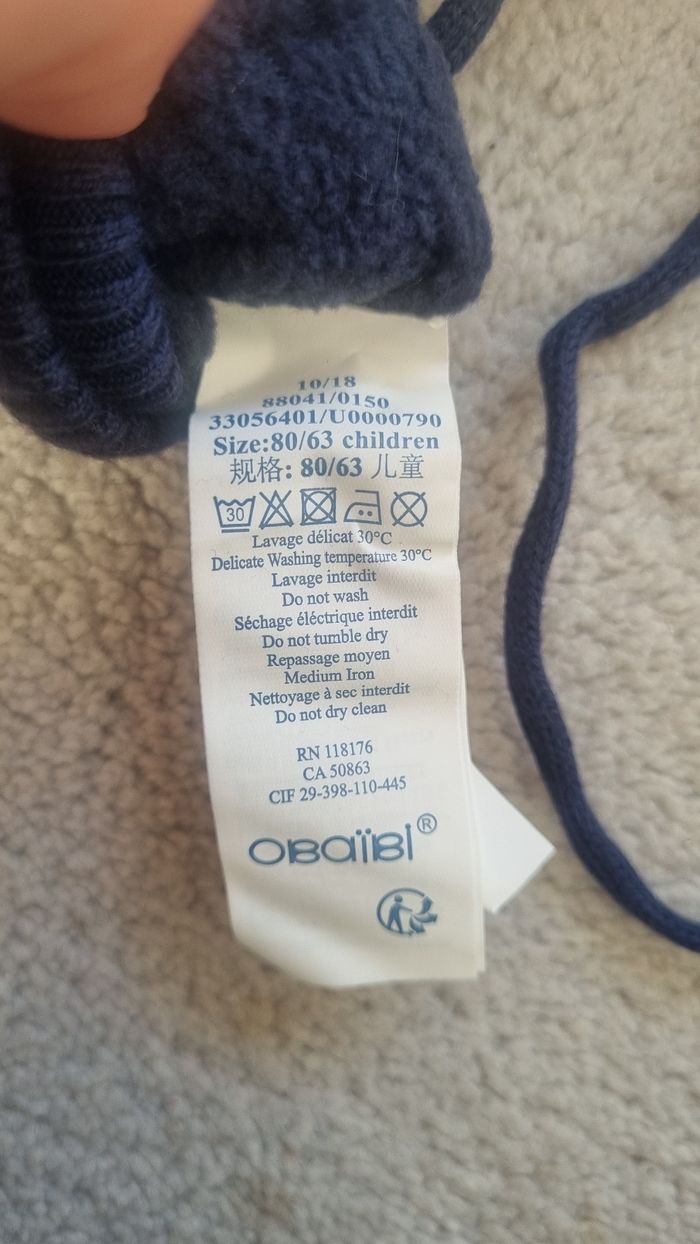 10/18
88041/0150
33056401/U0000790
Size:80/63 children
规格: 80/63 儿童
30
Lavage délicat 30°C
Delicate Washing temperature 30°C
Lavage interdit
Do not wash
Séchage éléctrique interdit
Do not tumble dry
Repassage moyen
Medium Iron
Nettoyage à sec interdit
Do not dry clean
RN 118176
CA 50863
CIF 29-398-110-445
OBAÏBI®